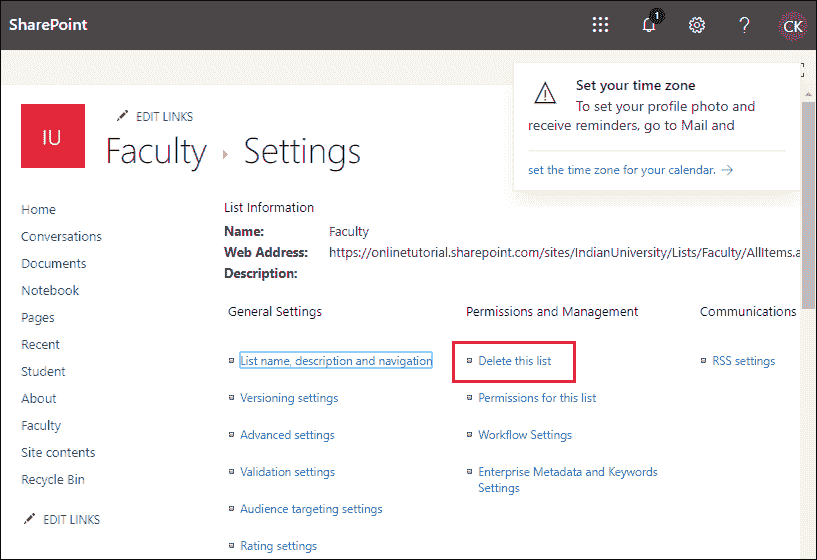 SharePoint
1
CK
Set your time zone
To set your profile photo and
receive reminders, go to Mail and
set the time zone for your calendar. →
IU
EDIT LINKS
Faculty › Settings
Home
Conversations
Documents
Notebook
Pages
Recent
Student
About
Faculty
Site contents
Recycle Bin
EDIT LINKS
List Information
Name: Faculty
Web Address: https://onlinetutorial.sharepoint.com/sites/IndianUniversity/Lists/Faculty/AllItems.a
Description:
General Settings
List name, description and navigation
Versioning settings
Advanced settings
Validation settings
Audience targeting settings
Rating settings
Permissions and Management
Delete this list
Permissions for this list
Workflow Settings
Enterprise Metadata and Keywords
Settings
Communications
RSS settings